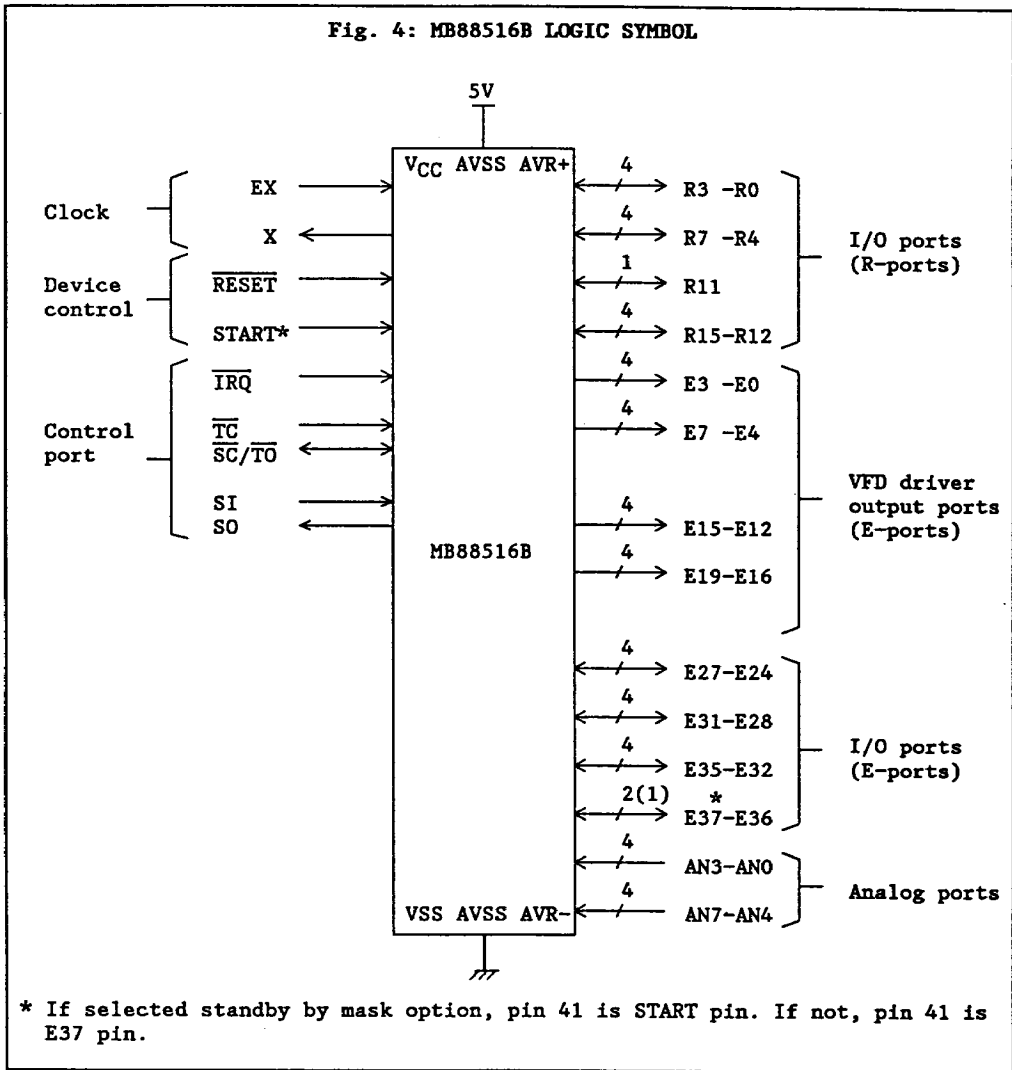 Fig. 4: MB88516B LOGIC SYMBOL
5V
VCC AVSS AVR+
Clock
EX
X
Device
control
RESET
START*
Control
port
IRQ
TC
SC/TO
SI
SO
MB88516B
4
R3 -R0
4
R7 -R4
1
R11
4
R15-R12
I/O ports
(R-ports)
4
E3 -E0
4
E7 -E4
4
E15-E12
4
E19-E16
VFD driver
output ports
(E-ports)
4
E27-E24
4
E31-E28
4
E35-E32
2(1) *
E37-E36
I/O ports
(E-ports)
4
AN3-AN0
4
AN7-AN4
Analog ports
VSS AVSS AVR-
* If selected standby by mask option, pin 41 is START pin. If not, pin 41 is
E37 pin.